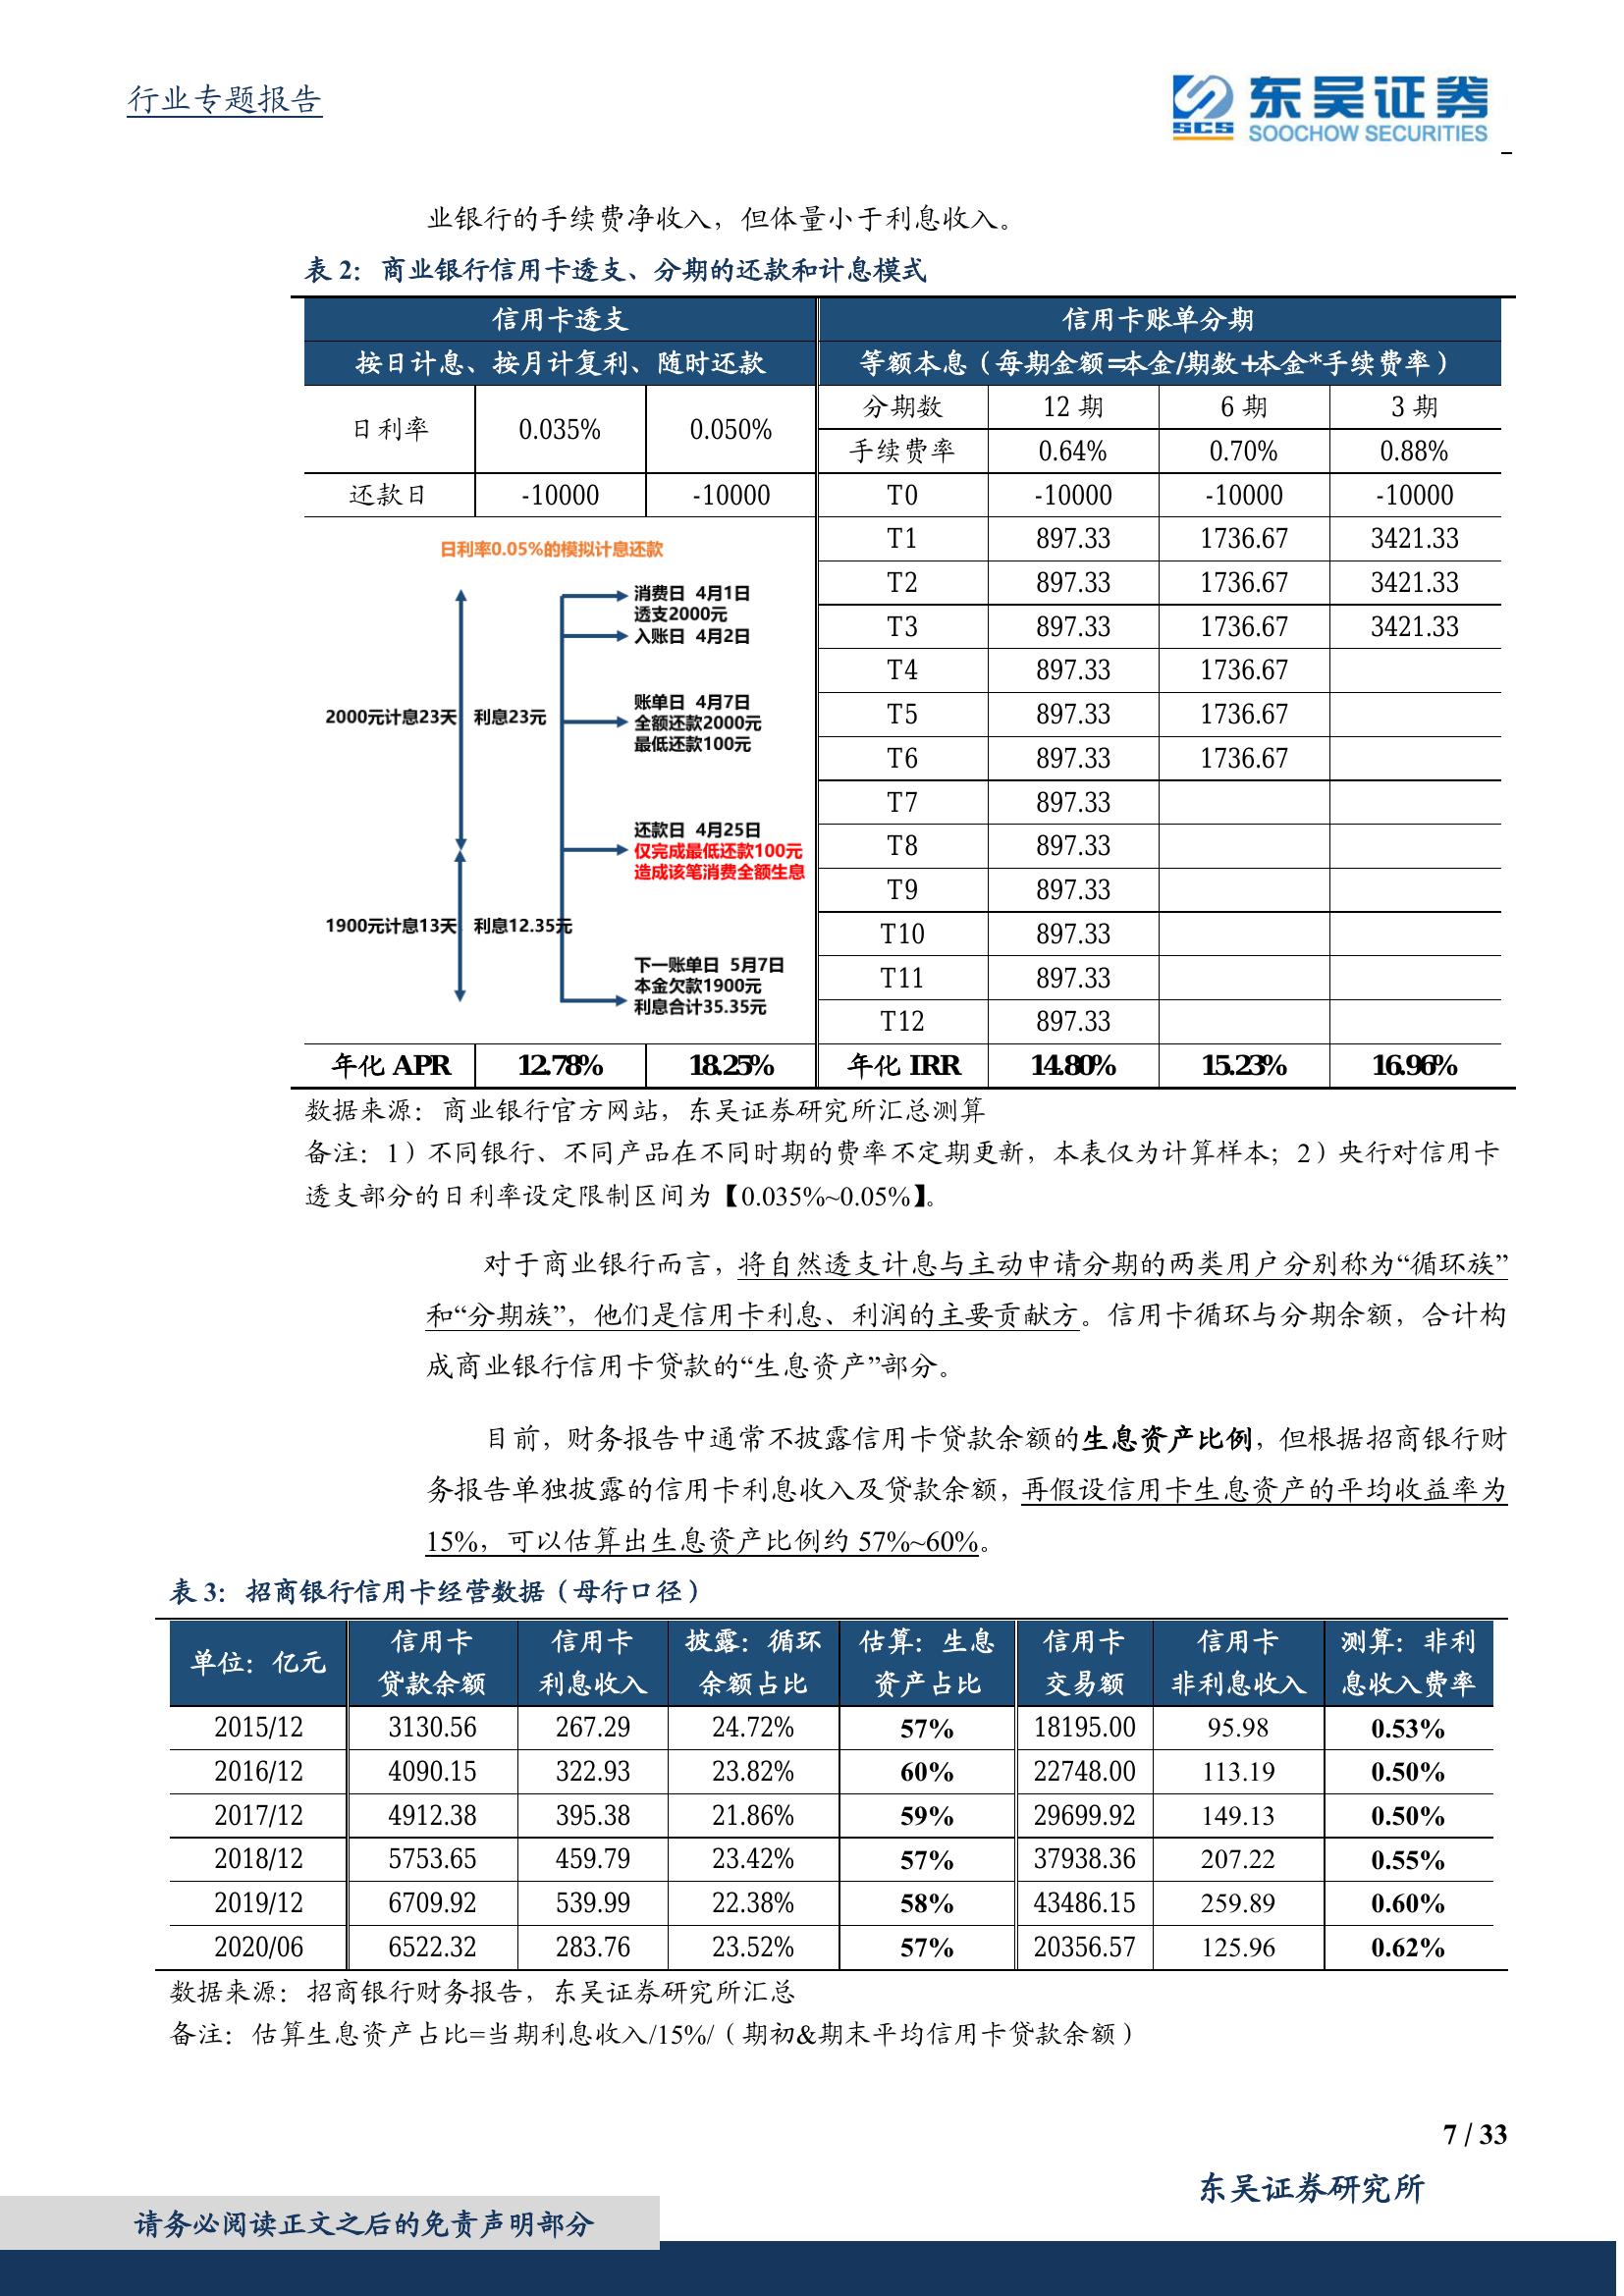 行业专题报告
SCS
东吴证券
SOOCHOW SECURITIES
业银行的手续费净收入，但体量小于利息收入。
表 2：商业银行信用卡透支、分期的还款和计息模式
信用卡透支 信用卡账单分期
按日计息、按月计复利、随时还款 等额本息（每期金额=本金/期数+本金*手续费率）
日利率 0.035% 0.050% 分期数 12 期 6 期 3 期
手续费率 0.64% 0.70% 0.88%
还款日 -10000 -10000 T0 -10000 -10000 -10000
T1 897.33 1736.67 3421.33
T2 897.33 1736.67 3421.33
T3 897.33 1736.67 3421.33
T4 897.33 1736.67
T5 897.33 1736.67
T6 897.33 1736.67
T7 897.33
T8 897.33
T9 897.33
T10 897.33
T11 897.33
T12 897.33
日利率0.05%的模拟计息还款
消费日 4月1日
透支2000元
入账日 4月2日
账单日 4月7日
2000元计息23天 利息23元
全额还款2000元
最低还款100元
还款日 4月25日
仅完成最低还款100元
造成该笔消费全额生息
1900元计息13天 利息12.35元
下一账单日 5月7日
本金欠款1900元
利息合计35.35元
年化 APR 12.78% 18.25% 年化 IRR 14.80% 15.23% 16.96%
数据来源：商业银行官方网站，东吴证券研究所汇总测算
备注：1）不同银行、不同产品在不同时期的费率不定期更新，本表仅为计算样本；2）央行对信用卡
透支部分的日利率设定限制区间为【0.035%~0.05%】。
对于商业银行而言，将自然透支计息与主动申请分期的两类用户分别称为“循环族”
和“分期族”，他们是信用卡利息、利润的主要贡献方。信用卡循环与分期余额，合计构
成商业银行信用卡贷款的“生息资产”部分。
目前，财务报告中通常不披露信用卡贷款余额的生息资产比例，但根据招商银行财
务报告单独披露的信用卡利息收入及贷款余额，再假设信用卡生息资产的平均收益率为
15%，可以估算出生息资产比例约 57%~60%。
表 3：招商银行信用卡经营数据（母行口径）
单位：亿元 信用卡 信用卡 披露：循环 估算：生息 信用卡 信用卡 测算：非利
贷款余额 利息收入 余额占比 资产占比 交易额 非利息收入 息收入费率
2015/12 3130.56 267.29 24.72% 57% 18195.00 95.98 0.53%
2016/12 4090.15 322.93 23.82% 60% 22748.00 113.19 0.50%
2017/12 4912.38 395.38 21.86% 59% 29699.92 149.13 0.50%
2018/12 5753.65 459.79 23.42% 57% 37938.36 207.22 0.55%
2019/12 6709.92 539.99 22.38% 58% 43486.15 259.89 0.60%
2020/06 6522.32 283.76 23.52% 57% 20356.57 125.96 0.62%
数据来源：招商银行财务报告，东吴证券研究所汇总
备注：估算生息资产占比=当期利息收入/15%/（期初&期末平均信用卡贷款余额）
7 / 33
东吴证券研究所
请务必阅读正文之后的免责声明部分